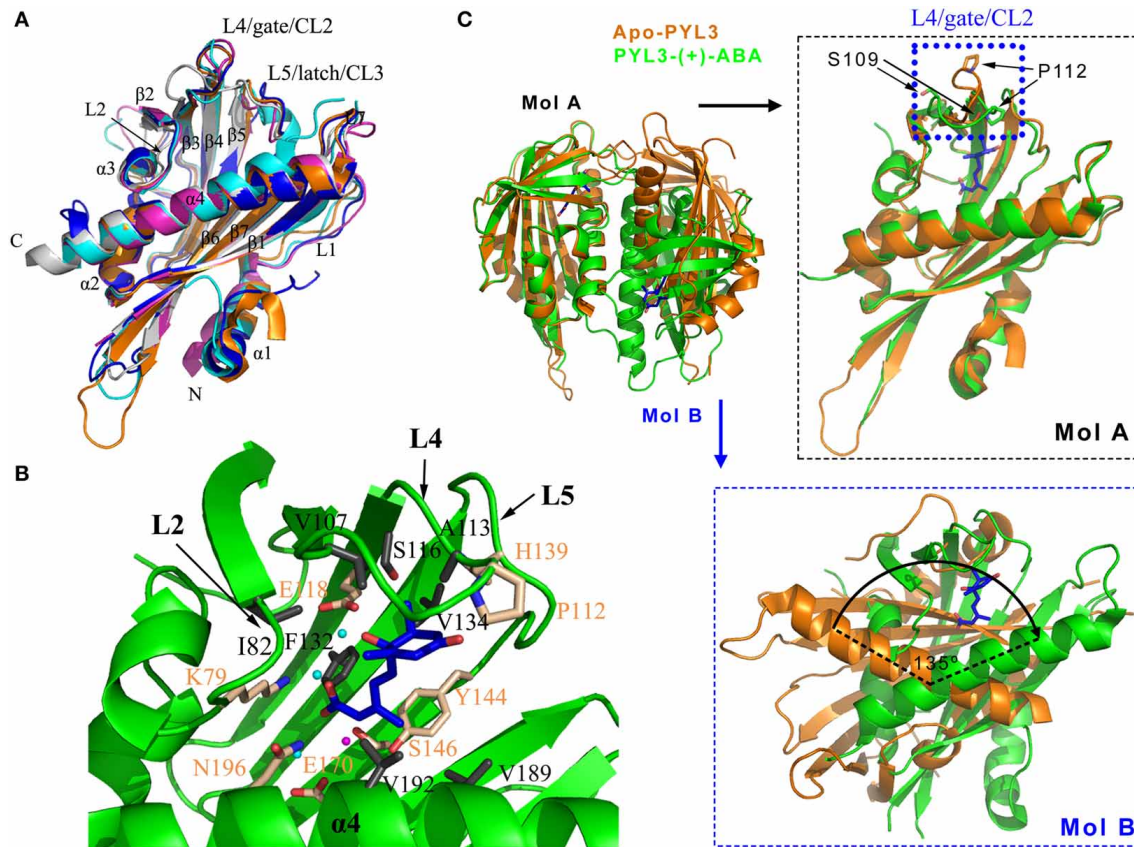 A
L4/gate/CL2
L5/latch/CL3
β2
L2
β3
β4
β5
L7
α3
α4
C
β6
β7
β1
L1
α2
α1
N
B
L4
L5
L2
V107
A113
S116
H139
E118
P112
V134
I82
F132
K79
Y144
S146
N196
E170
V192
V189
α4
C
Apo-PYL3
PYL3-(+)-ABA
Mol A
Mol B
L4/gate/CL2
S109
P112
Mol A
135º
Mol B